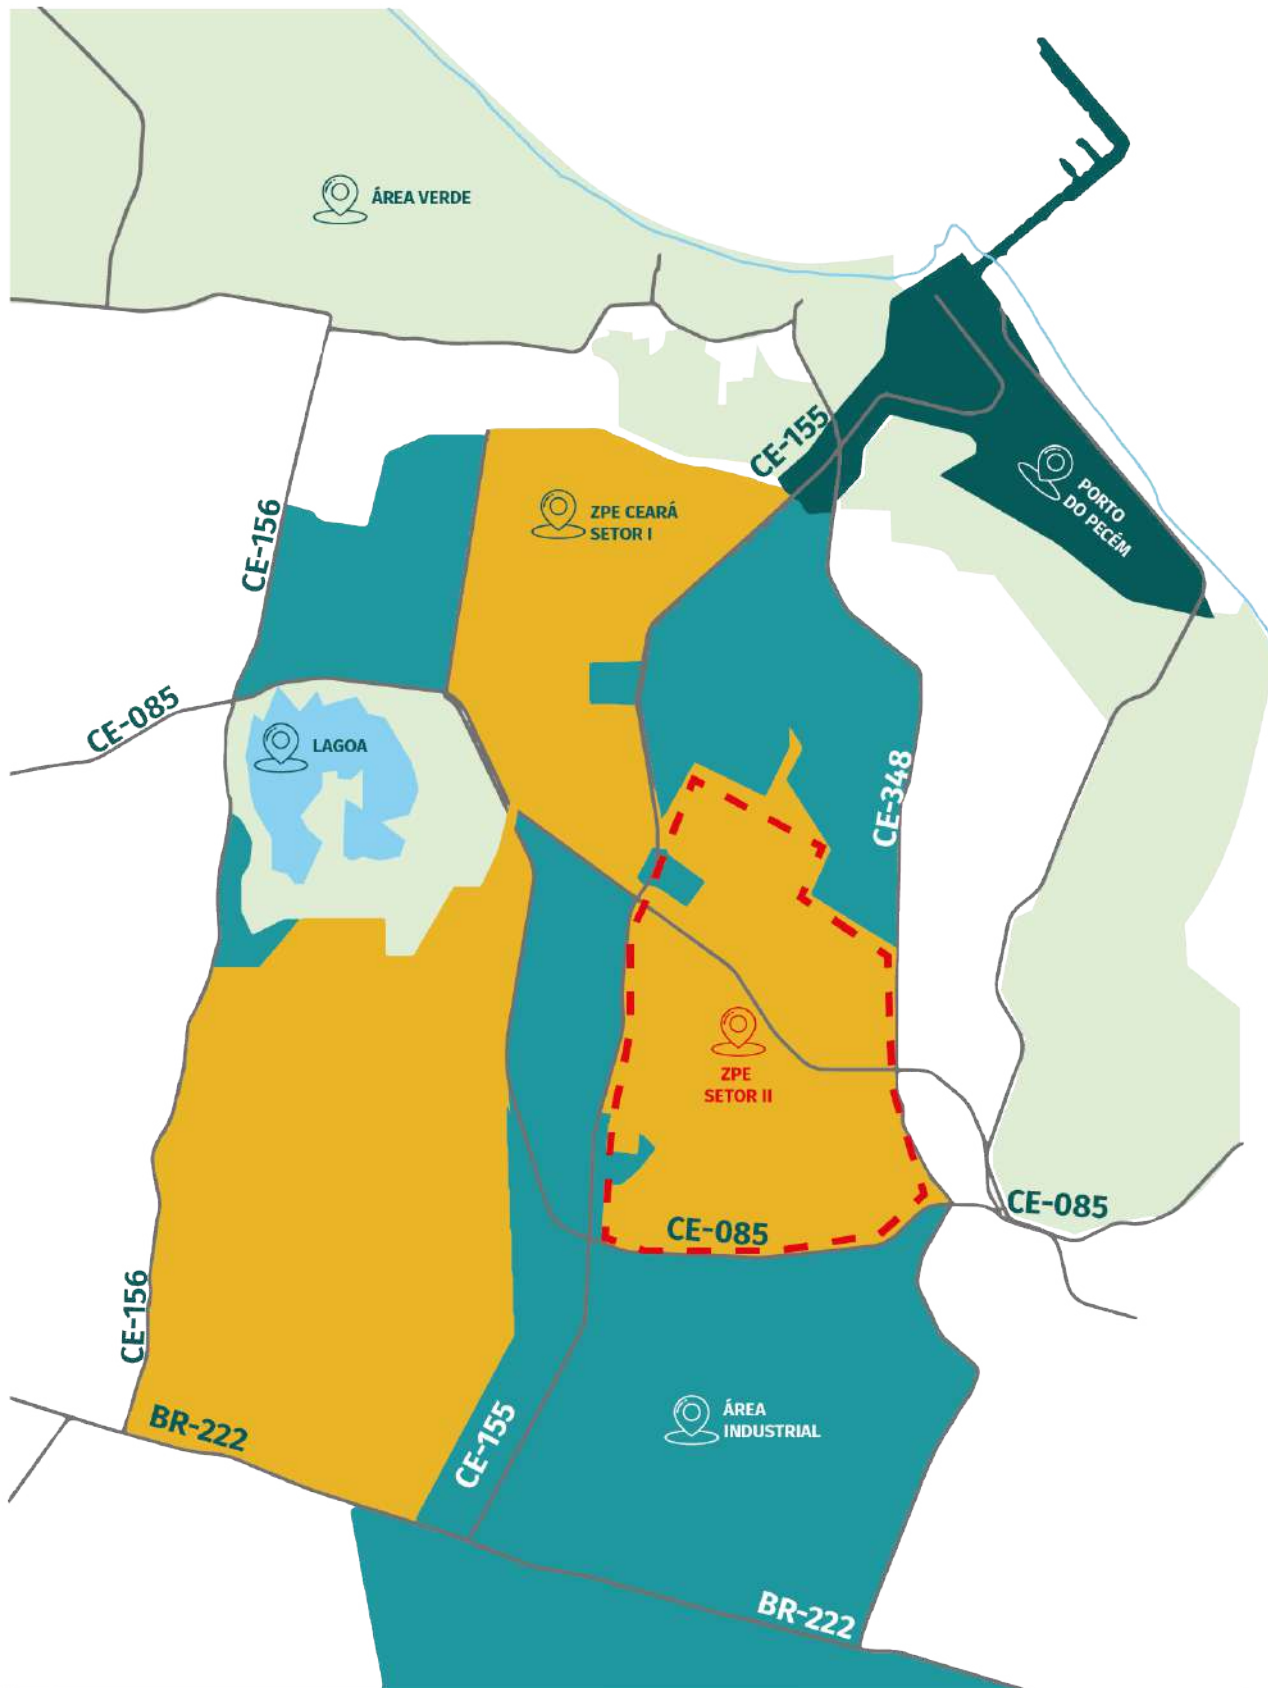 ÁREA VERDE
CE-155
PORTO
DO PECÉM
ZPE CEARÁ
SETOR I
CE-156
CE-085
LAGOA
CE-348
ZPE
SETOR II
CE-085
CE-085
CE-156
ÁREA
INDUSTRIAL
BR-222
CE-155
BR-222